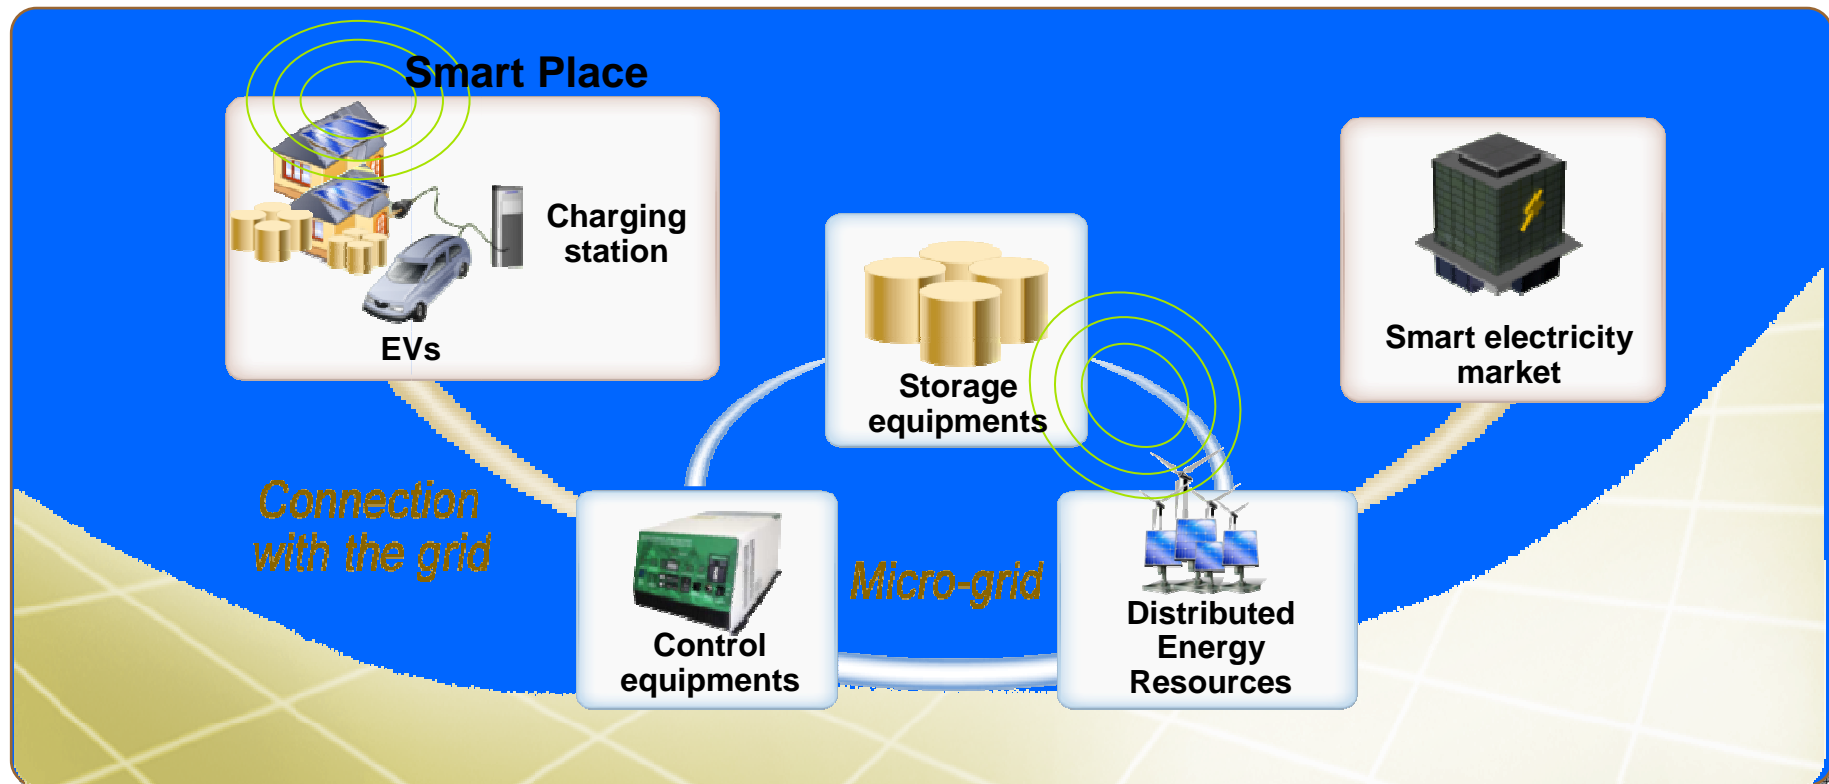 Smart Place
Charging
station
EVs
Storage
equipments
Smart electricity
market
Connection
with the grid
Micro-grid
Control
equipments
Distributed
Energy
Resources